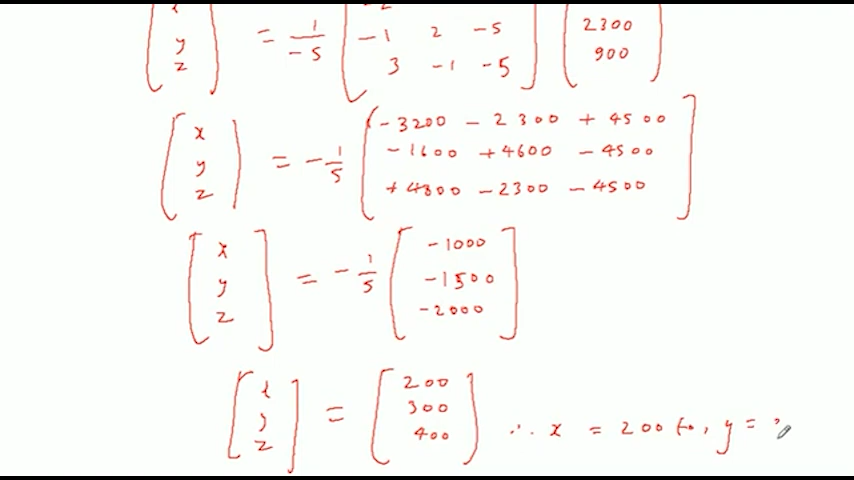 -2
y = 1/-5 -1 2 -5 2300
z 3 -1 -5 900
x -3200 - 2300 + 4500
y = -1/5 -1600 +4600 - 4500
z +4800 - 2300 - 4500
x -1000
y = -1/5 -1500
z -2000
200
y = 300
z 400 ∴ x = 200 , y =